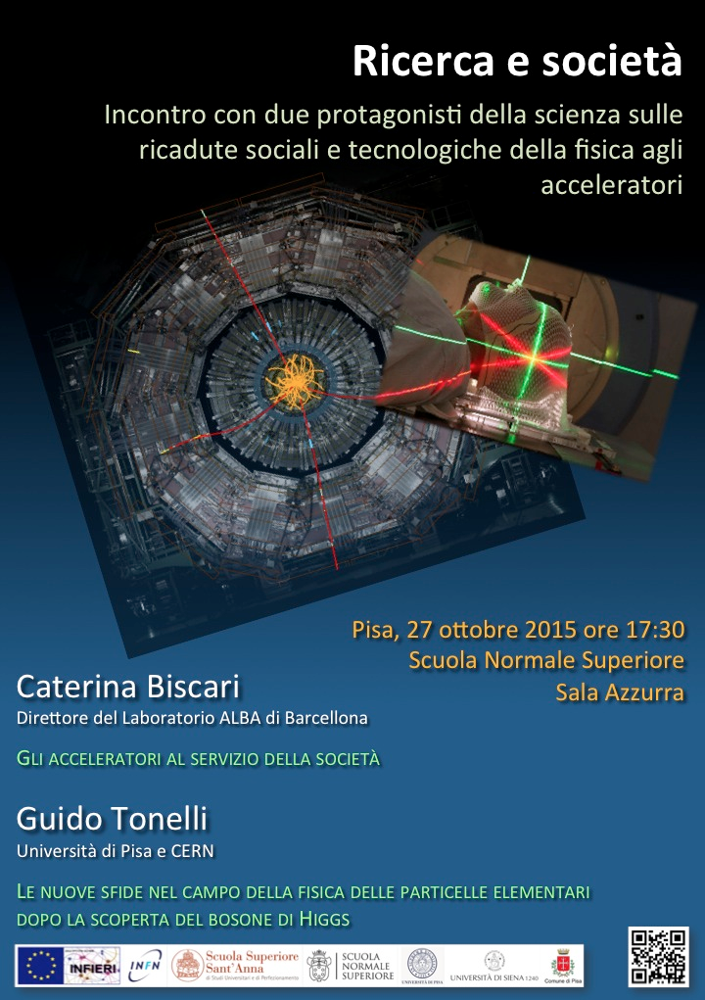 Ricerca e società
Incontro con due protagonisti della scienza sulle
ricadute sociali e tecnologiche della fisica agli
acceleratori
Pisa, 27 ottobre 2015 ore 17:30
Scuola Normale Superiore
Sala Azzurra
Caterina Biscari
Direttore del Laboratorio ALBA di Barcellona
GLI ACCELERATORI AL SERVIZIO DELLA SOCIETÀ
Guido Tonelli
Università di Pisa e CERN
LE NUOVE SFIDE NEL CAMPO DELLA FISICA DELLE PARTICELLE ELEMENTARI
DOPO LA SCOPERTA DEL BOSONE DI HIGGS
INFIERI
INFN
Scuola Superiore
Sant'Anna
di Studi Universitari e di Perfezionamento
SCUOLA
NORMALE
SUPERIORE
UNIVERSITÀ DI PISA
UNIVERSITÀ DI SIENA 1240
Comune di Pisa